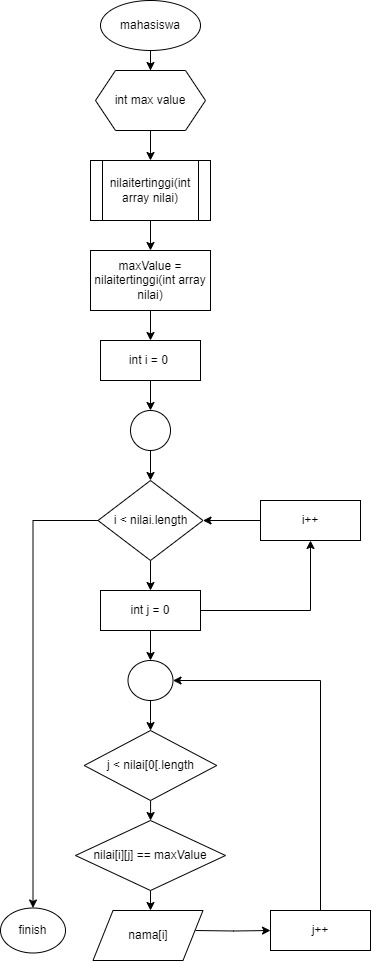 mahasiswa
int max value
nilaitertinggi(int
array nilai)
maxValue =
nilaitertinggi(int array
nilai)
int i = 0
i < nilai.length
i++
int j = 0
j < nilai[0[.length
nilai[i][j] == maxValue
finish
nama[i]
j++